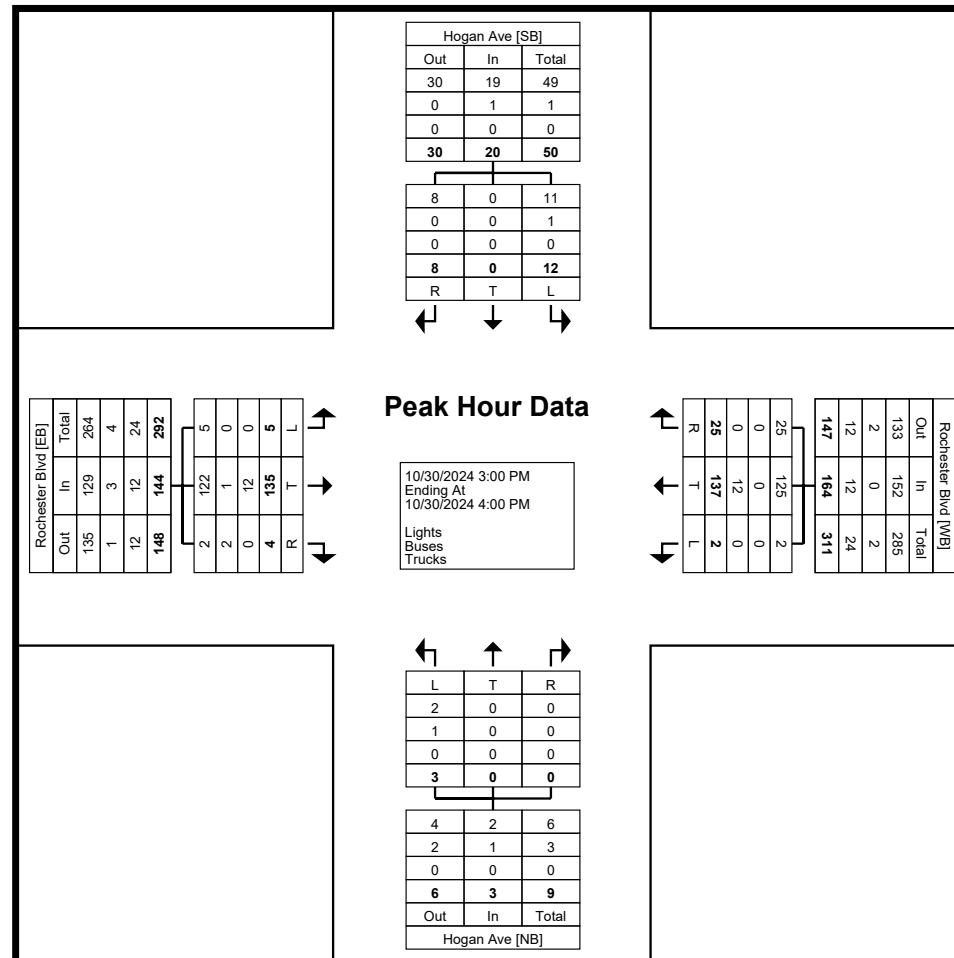 Hogan Ave [SB]
Out In Total
30 19 49
0 1 1
0 0 0
30 20 50
8 0 11
0 0 1
0 0 0
8 0 12
R T L
Peak Hour Data
10/30/2024 3:00 PM
Ending At
10/30/2024 4:00 PM
Lights
Buses
Trucks
Rochester Blvd [EB]
Out In Total
135 129 264
1 3 4
12 12 24
148 144 292
2 122 5
2 1 0
0 12 0
4 135 5
R T L
Rochester Blvd [WB]
Out In Total
133 152 285
2 0 2
12 12 24
147 164 311
25 125 2
0 0 0
0 12 0
25 137 2
R T L
L T R
2 0 0
1 0 0
0 0 0
3 0 0
4 2 6
2 1 3
0 0 0
6 3 9
Out In Total
Hogan Ave [NB]